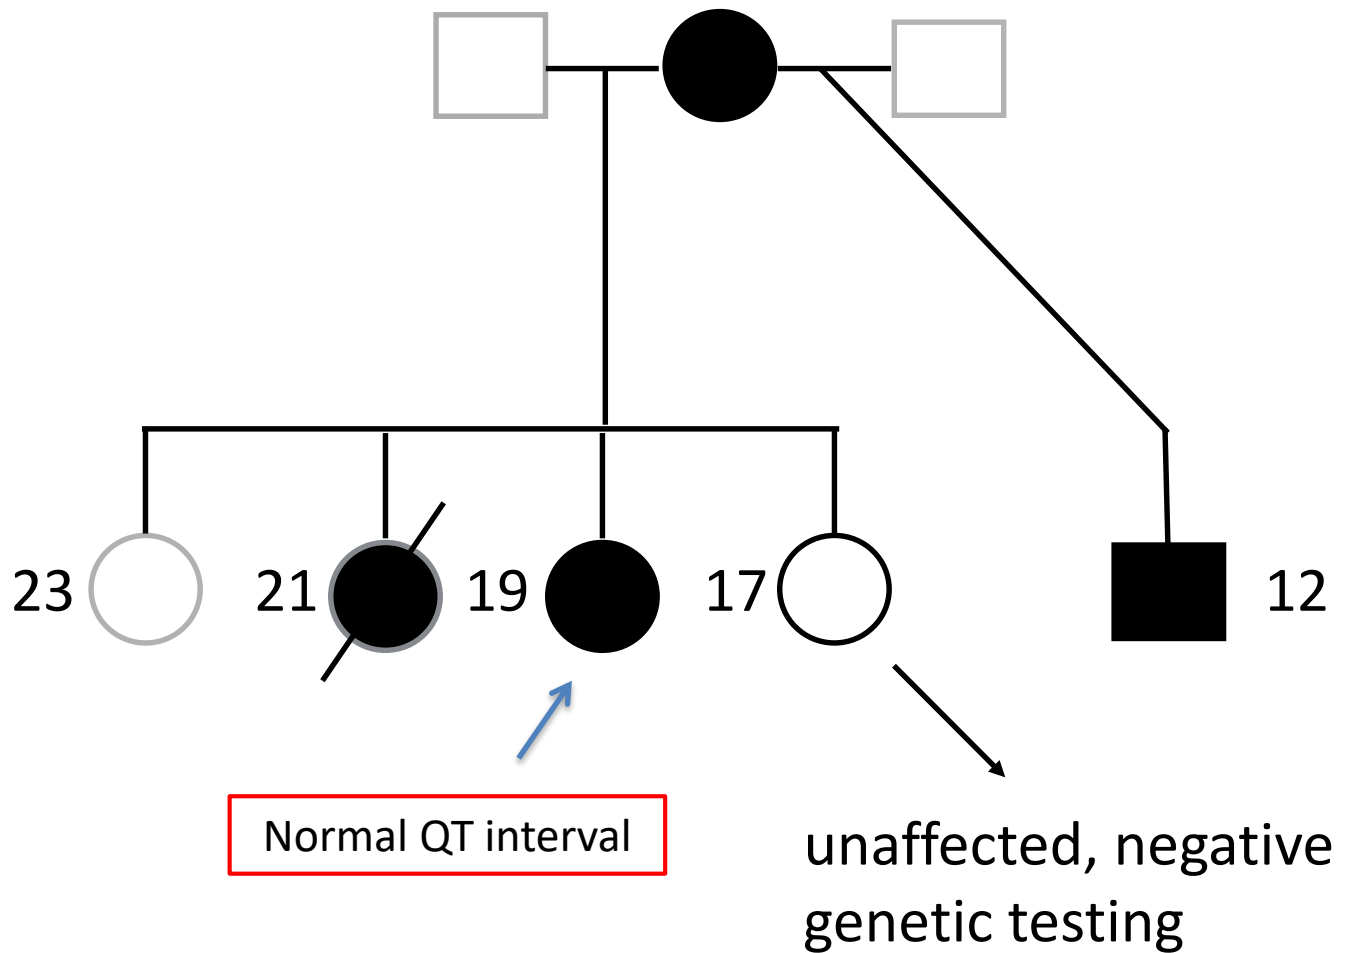 23
21
19
17
12
Normal QT interval
unaffected, negative
genetic testing